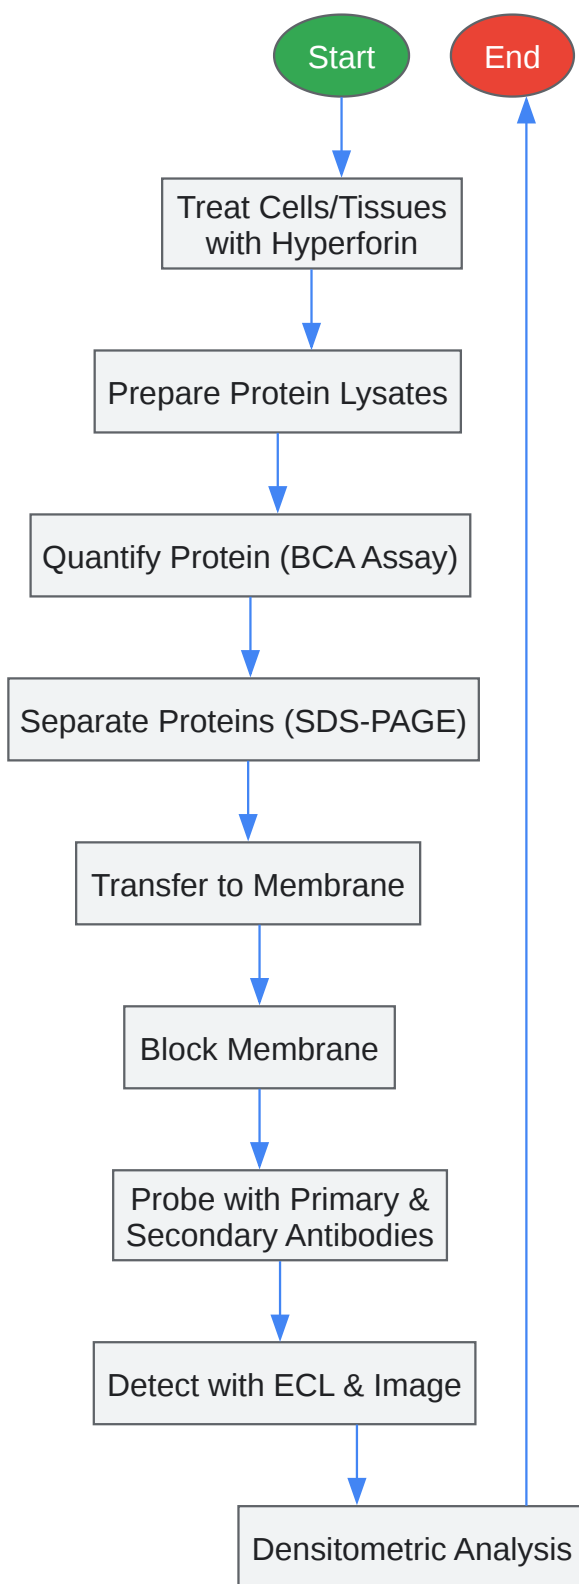 Start
End
Treat Cells/Tissues
with Hyperforin
Prepare Protein Lysates
Quantify Protein (BCA Assay)
Separate Proteins (SDS-PAGE)
Transfer to Membrane
Block Membrane
Probe with Primary &
Secondary Antibodies
Detect with ECL & Image
Densitometric Analysis